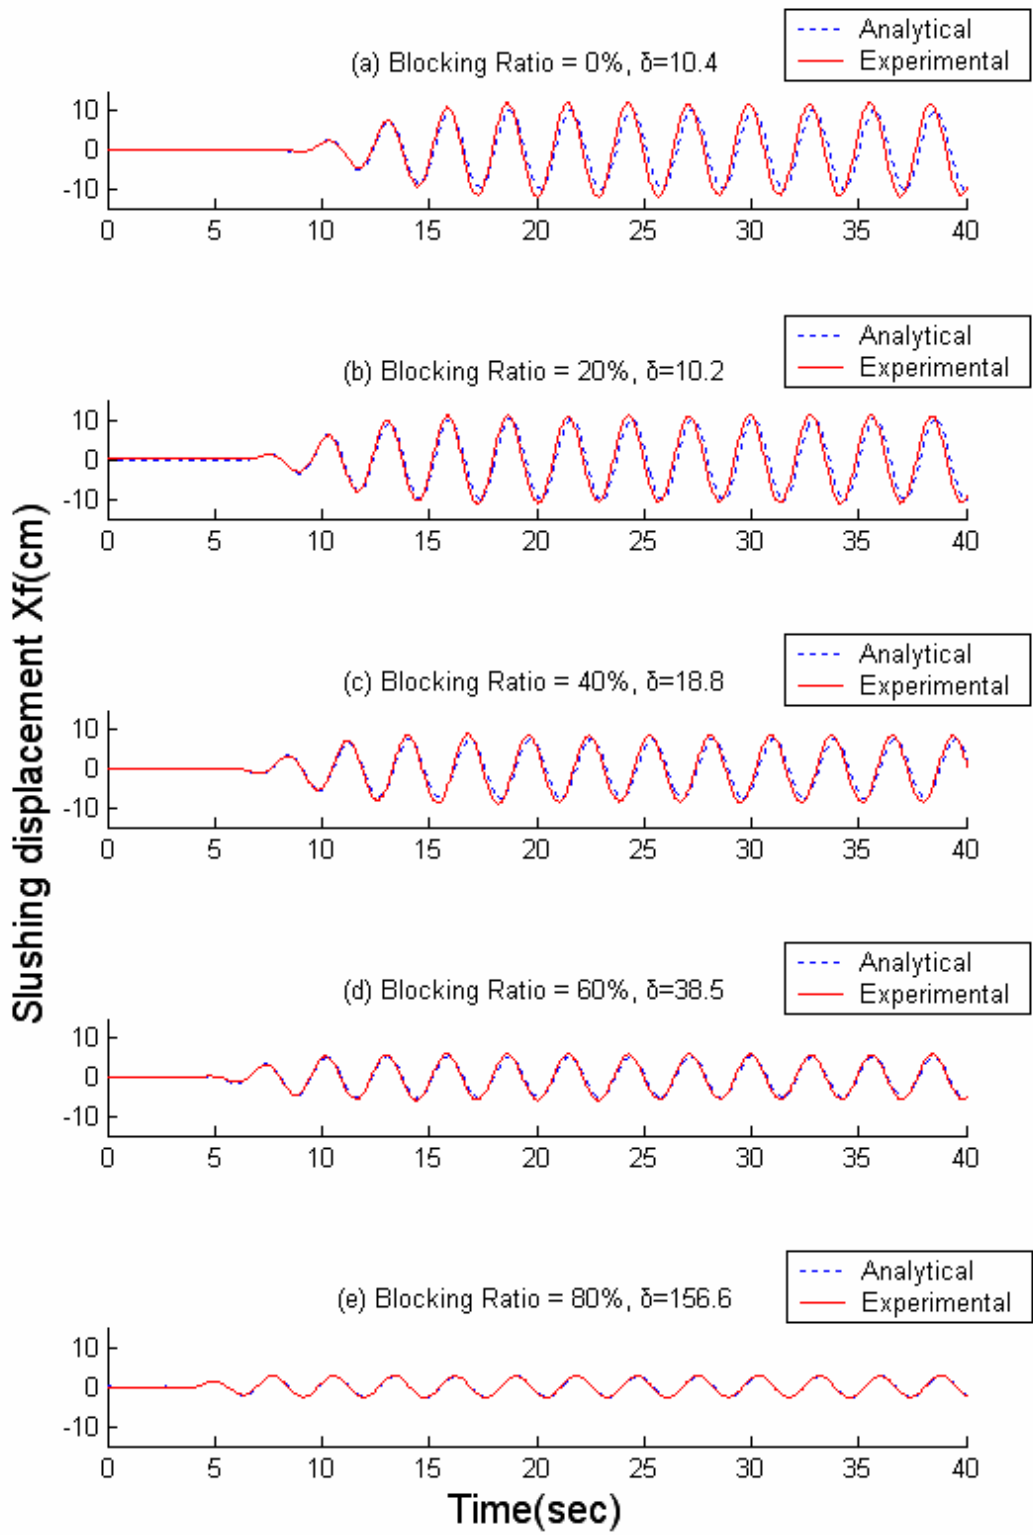 Analytical
Experimental
(a) Blocking Ratio = 0%, δ=10.4
10
0
-10
0 5 10 15 20 25 30 35 40
Analytical
Experimental
(b) Blocking Ratio = 20%, δ=10.2
10
0
-10
0 5 10 15 20 25 30 35 40
Analytical
Experimental
(c) Blocking Ratio = 40%, δ=18.8
10
0
-10
0 5 10 15 20 25 30 35 40
Slushing displacement Xf(cm)
Analytical
Experimental
(d) Blocking Ratio = 60%, δ=38.5
10
0
-10
0 5 10 15 20 25 30 35 40
Analytical
Experimental
(e) Blocking Ratio = 80%, δ=156.6
10
0
-10
0 5 10 15 20 25 30 35 40
Time(sec)